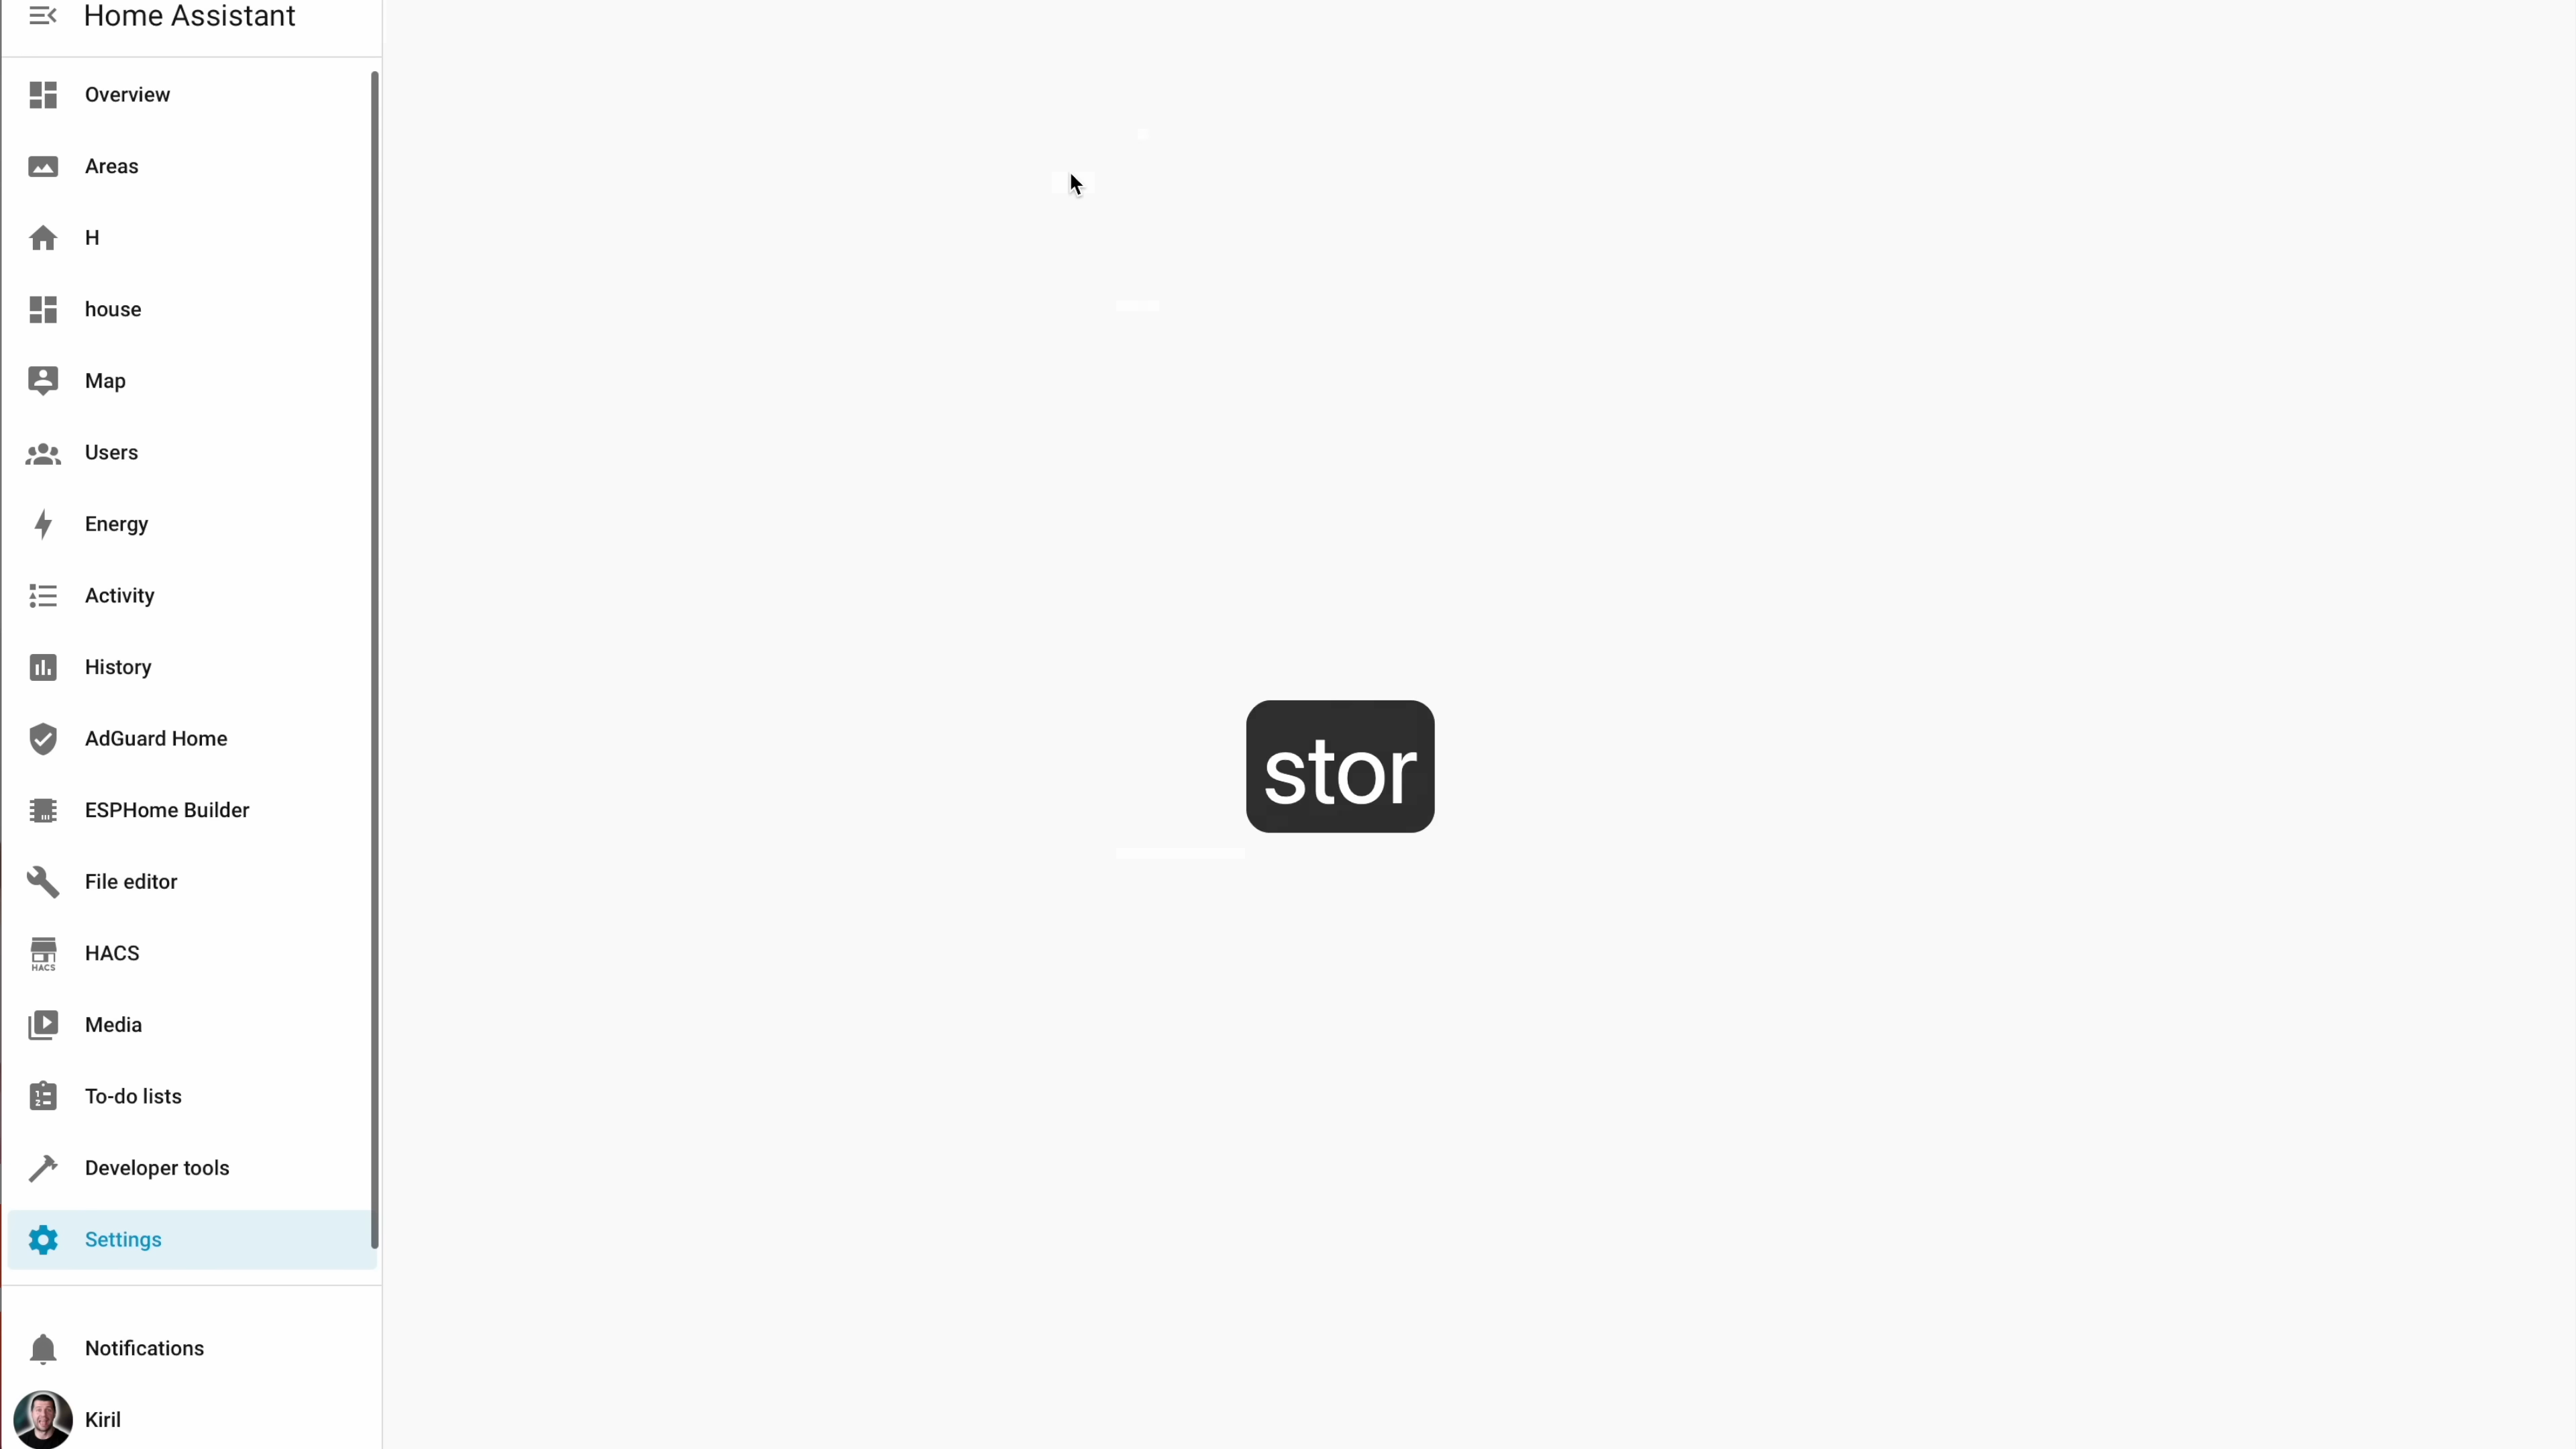 Home Assistant
Overview
Areas
H
house
Map
Users
Energy
Activity
History
AdGuard Home
ESPHome Builder
File editor
HACS
HACS
Media
To-do lists
Developer tools
Settings
Notifications
Kiril
stor